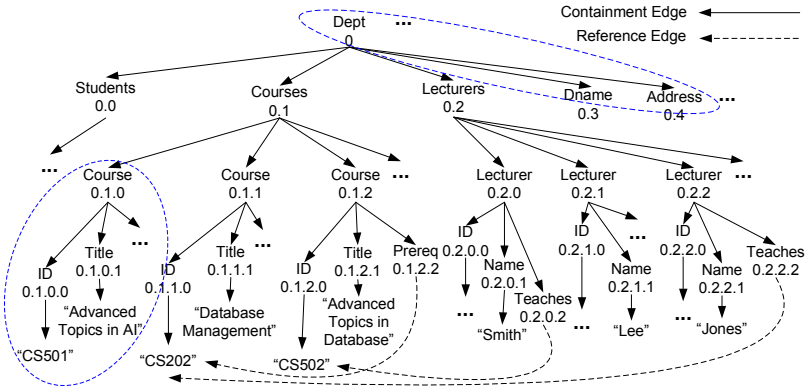 Dept
0
...
Containment Edge
Reference Edge
Students
0.0
Courses
0.1
Lecturers
0.2
Dname
0.3
Address
0.4
...
...
Course
0.1.0
Course
0.1.1
Course
0.1.2
...
Lecturer
0.2.0
Lecturer
0.2.1
Lecturer
0.2.2
...
ID
0.1.0.0
Title
0.1.0.1
...
ID
0.1.1.0
Title
0.1.1.1
...
ID
0.1.2.0
Title
0.1.2.1
Prereq
0.1.2.2
ID
0.2.0.0
Name
0.2.0.1
Teaches
0.2.0.2
ID
0.2.1.0
...
Name
0.2.1.1
ID
0.2.2.0
Name
0.2.2.1
Teaches
0.2.2.2
“CS501”
“Advanced
Topics in AI”
“CS202”
“Database
Management”
“CS502”
“Advanced
Topics in
Database”
...
“Smith”
...
“Lee”
...
“Jones”